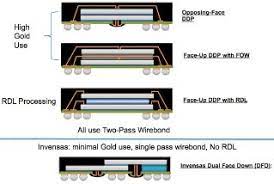 High Gold Use
Opposing-Face DDP
Face-Up DDP with FOW
RDL Processing
Face-Up DDP with RDL
All use Two-Pass Wirebond
Invensas: minimal Gold use, single pass wirebond, No RDL
Invensas Dual Face Down (DFD)